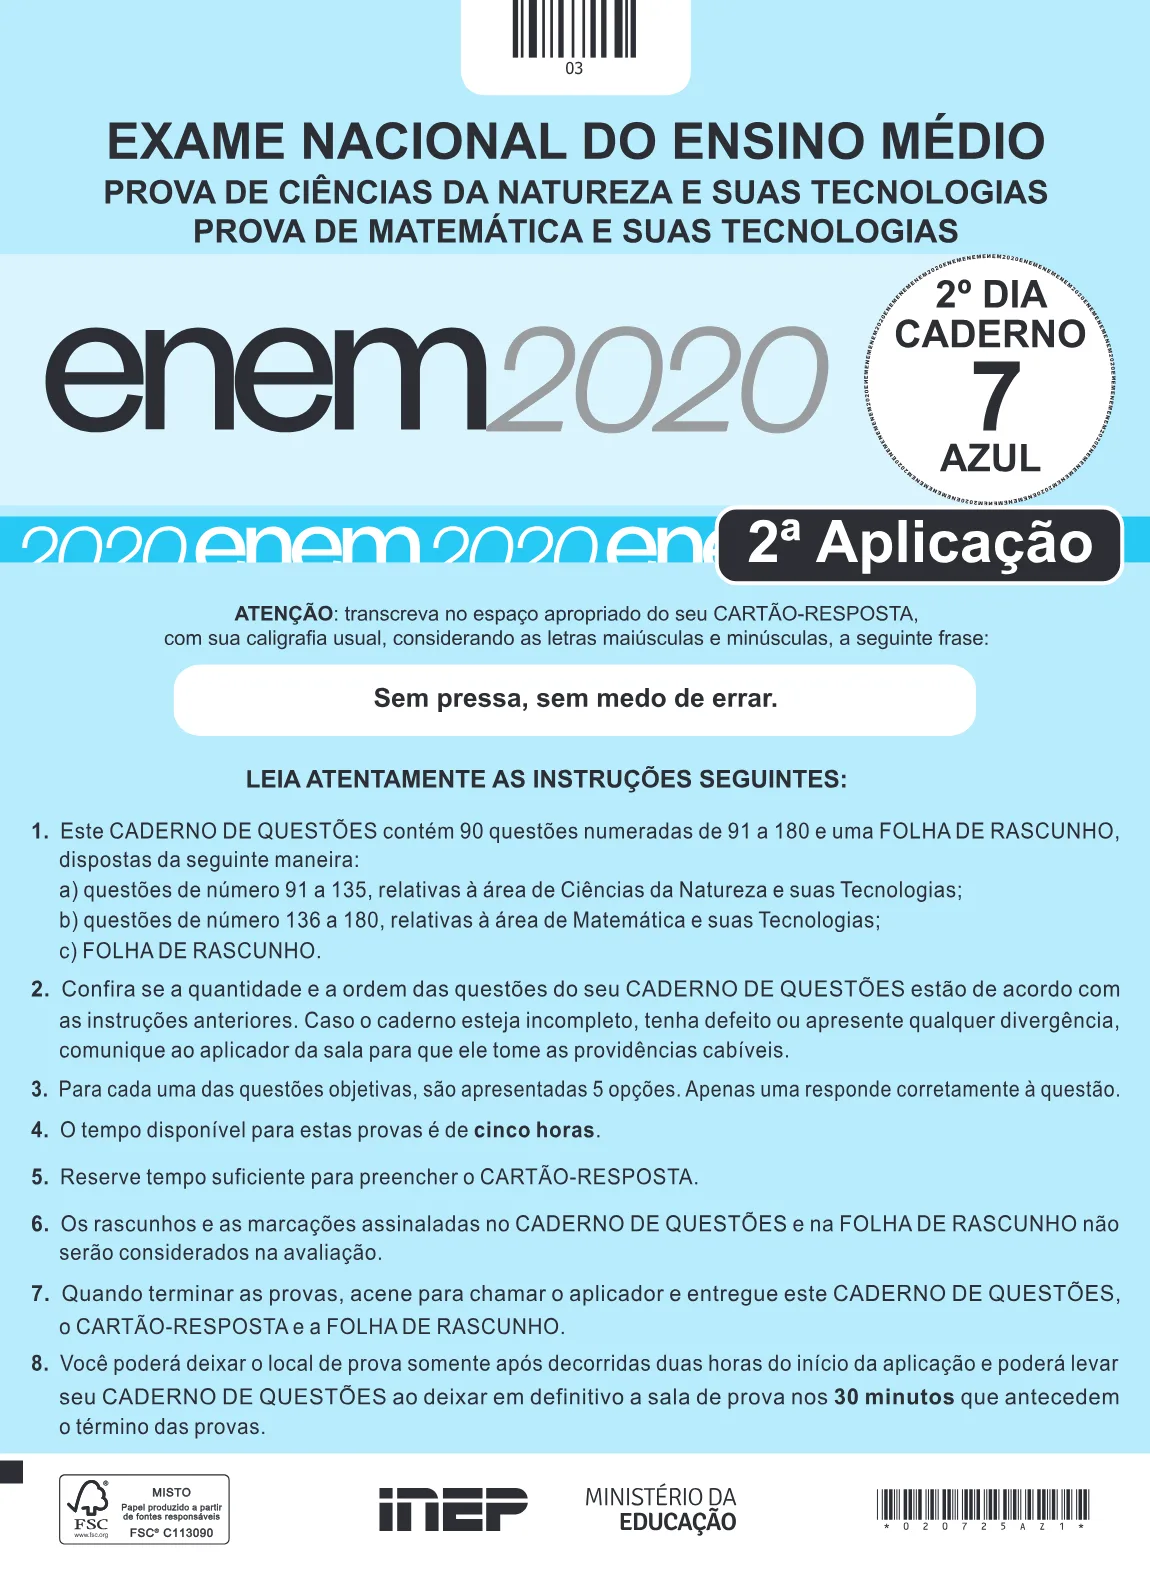 03
EXAME NACIONAL DO ENSINO MÉDIO
PROVA DE CIÊNCIAS DA NATUREZA E SUAS TECNOLOGIAS
PROVA DE MATEMÁTICA E SUAS TECNOLOGIAS
enem2020
2º DIA
CADERNO
7
AZUL
2020 enem 2020 ene
2ª Aplicação
ATENÇÃO: transcreva no espaço apropriado do seu CARTÃO-RESPOSTA,
com sua caligrafia usual, considerando as letras maiúsculas e minúsculas, a seguinte frase:
Sem pressa, sem medo de errar.
LEIA ATENTAMENTE AS INSTRUÇÕES SEGUINTES:
1. Este CADERNO DE QUESTÕES contém 90 questões numeradas de 91 a 180 e uma FOLHA DE RASCUNHO,
dispostas da seguinte maneira:
a) questões de número 91 a 135, relativas à área de Ciências da Natureza e suas Tecnologias;
b) questões de número 136 a 180, relativas à área de Matemática e suas Tecnologias;
c) FOLHA DE RASCUNHO.
2. Confira se a quantidade e a ordem das questões do seu CADERNO DE QUESTÕES estão de acordo com
as instruções anteriores. Caso o caderno esteja incompleto, tenha defeito ou apresente qualquer divergência,
comunique ao aplicador da sala para que ele tome as providências cabíveis.
3. Para cada uma das questões objetivas, são apresentadas 5 opções. Apenas uma responde corretamente à questão.
4. O tempo disponível para estas provas é de cinco horas.
5. Reserve tempo suficiente para preencher o CARTÃO-RESPOSTA.
6. Os rascunhos e as marcações assinaladas no CADERNO DE QUESTÕES e na FOLHA DE RASCUNHO não
serão considerados na avaliação.
7. Quando terminar as provas, acene para chamar o aplicador e entregue este CADERNO DE QUESTÕES,
o CARTÃO-RESPOSTA e a FOLHA DE RASCUNHO.
8. Você poderá deixar o local de prova somente após decorridas duas horas do início da aplicação e poderá levar
seu CADERNO DE QUESTÕES ao deixar em definitivo a sala de prova nos 30 minutos que antecedem
o término das provas.
FSC
www.fsc.org
MISTO
Papel produzido a partir
de fontes responsáveis
FSC® C113090
INEP
MINISTÉRIO DA
EDUCAÇÃO
*020725AZ1*